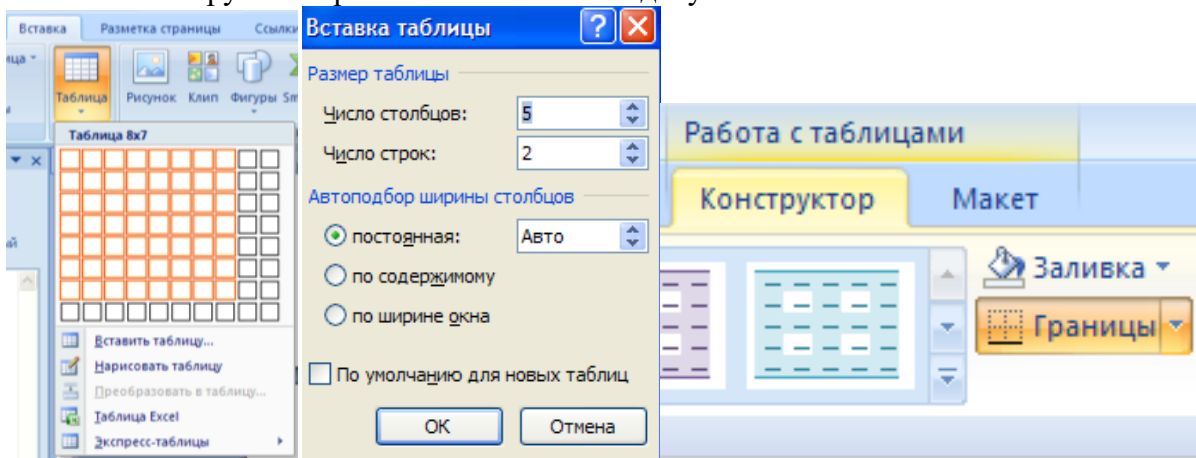 Вставка Разметка страницы Ссылки
Таблица Рисунок Клип Фигуры Sm
Таблица 8x7
Вставить таблицу...
Нарисовать таблицу
Преобразовать в таблицу...
Таблица Excel
Экспресс-таблицы
Вставка таблицы
Размер таблицы
Число столбцов: 5
Число строк: 2
Автоподбор ширины столбцов
постоянная: Авто
по содержимому
по ширине окна
По умолчанию для новых таблиц
ОК Отмена
Работа с таблицами
Конструктор Макет
Заливка
Границы